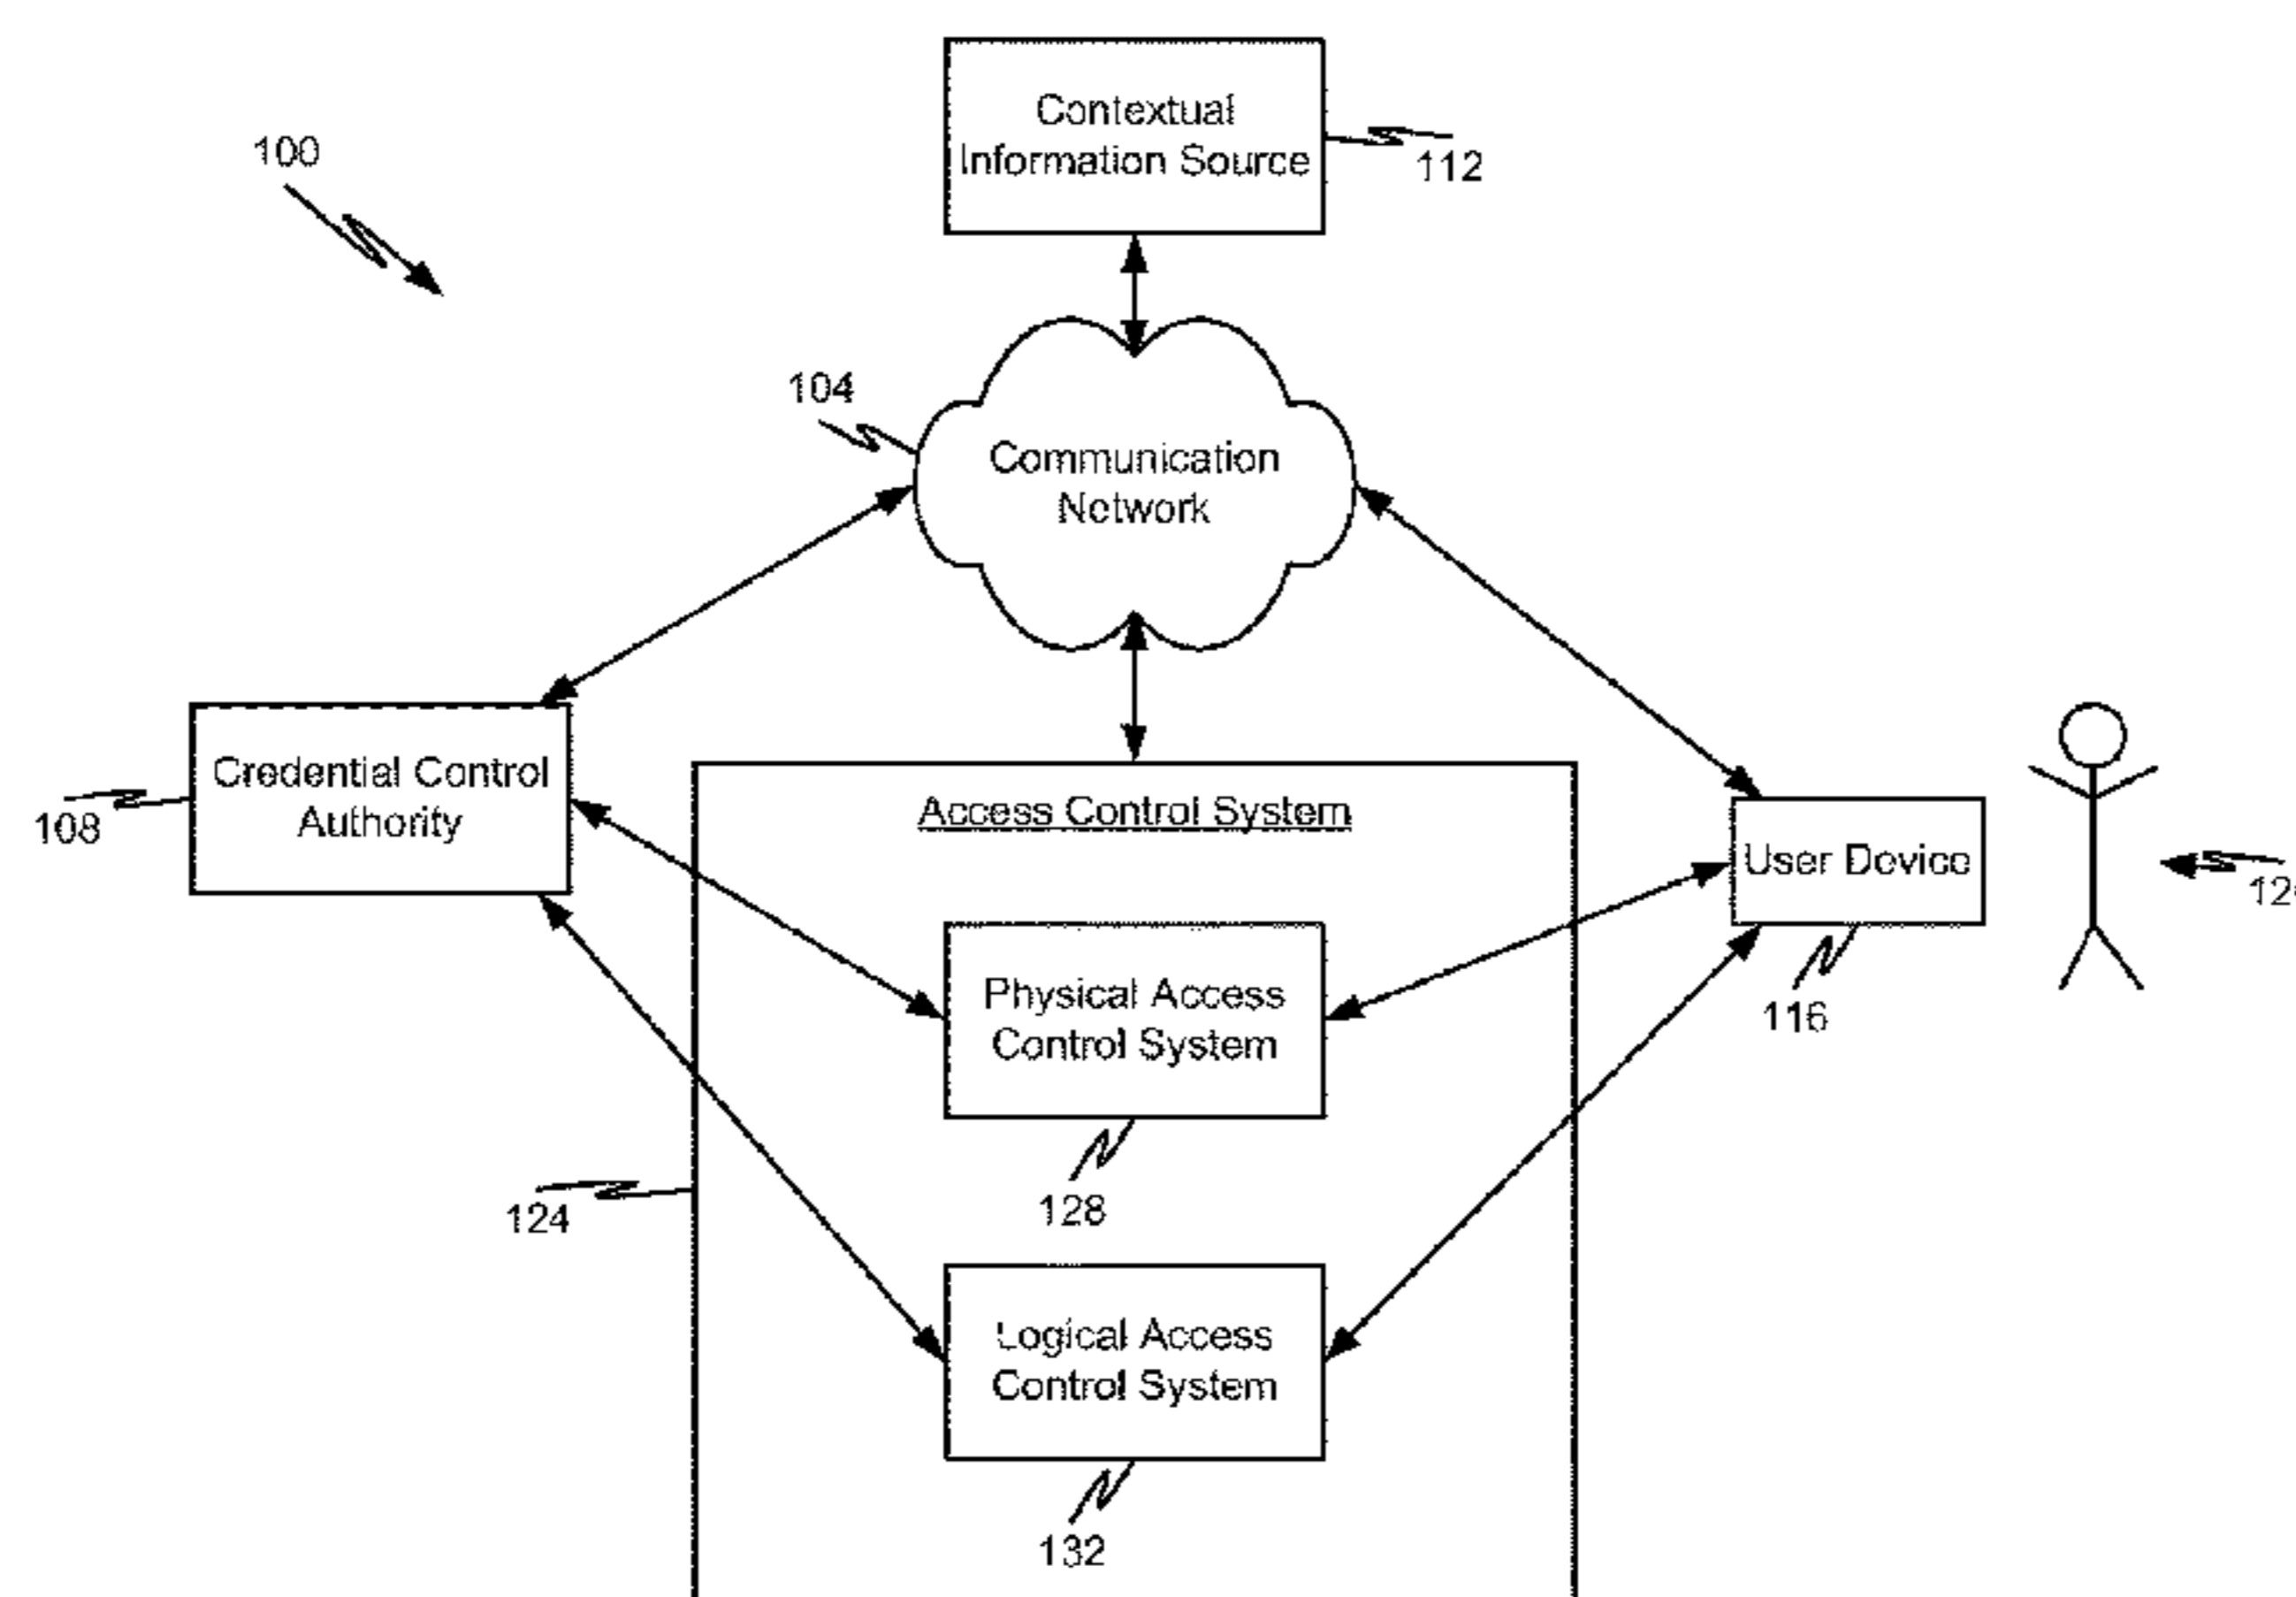 100
Contextual
Information Source
112
104
Communication
Network
Credential Control
Authority
108
Access Control System
User Device
116
Physical Access
Control System
128
124
Logical Access
Control System
132